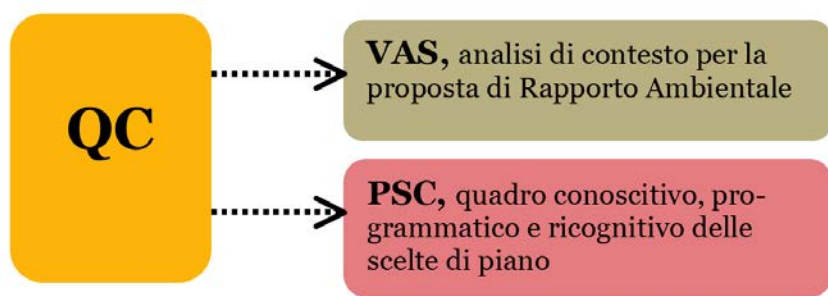 QC
VAS, analisi di contesto per la
proposta di Rapporto Ambientale
PSC, quadro conoscitivo, pro-
grammatico e ricognitivo delle
scelte di piano